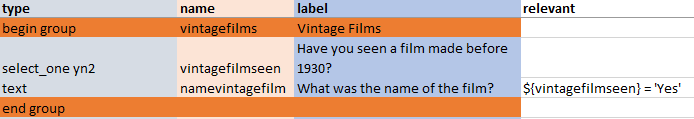 type name label relevant
begin group vintagefilms Vintage Films
Have you seen a film made before
select_one yn2 vintagefilmseen 1930?
text namevintagefilm What was the name of the film? ${vintagefilmseen} = 'Yes'
end group